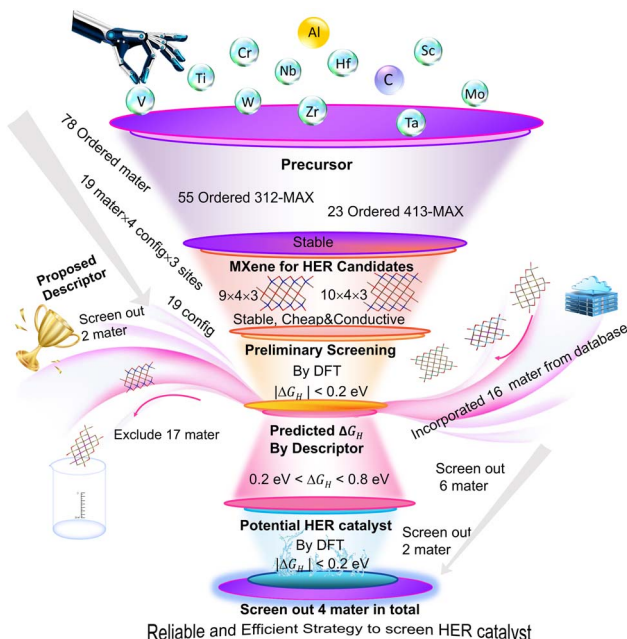 Al
Cr
Sc
Hf
Nb
Ti
C
Mo
V
W
Zr
Ta
78 Ordered mater
Precursor
55 Ordered 312-MAX
23 Ordered 413-MAX
19 mater×4 config×3 sites
Stable
MXene for HER Candidates
9×4×3
10×4×3
Stable, Cheap&Conductive
Proposed
Descriptor
Screen out
2 mater
19 config
Preliminary Screening
By DFT
|ΔG_H| < 0.2 eV
Incorporated 16 mater from database
Exclude 17 mater
Predicted ΔG_H
By Descriptor
0.2 eV < ΔG_H < 0.8 eV
Screen out
6 mater
Potential HER catalyst
By DFT
|ΔG_H| < 0.2 eV
Screen out
2 mater
Screen out 4 mater in total
Reliable and Efficient Strategy to screen HER catalyst